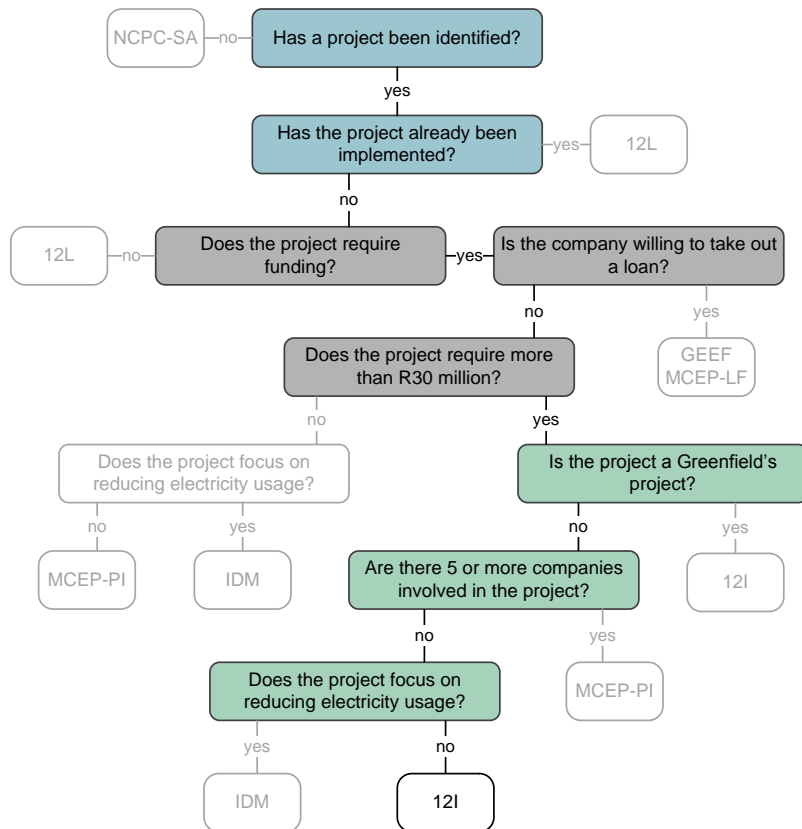 NCPC-SA
no
Has a project been identified?
yes
Has the project already been
implemented?
yes
12L
no
12L
no
Does the project require
funding?
yes
Is the company willing to take out
a loan?
no
yes
Does the project require more
than R30 million?
GEEF
MCEP-LF
no
yes
Does the project focus on
reducing electricity usage?
Is the project a Greenfield's
project?
no
yes
no
yes
MCEP-PI
IDM
Are there 5 or more companies
involved in the project?
12I
no
yes
Does the project focus on
reducing electricity usage?
MCEP-PI
yes
no
IDM
12I